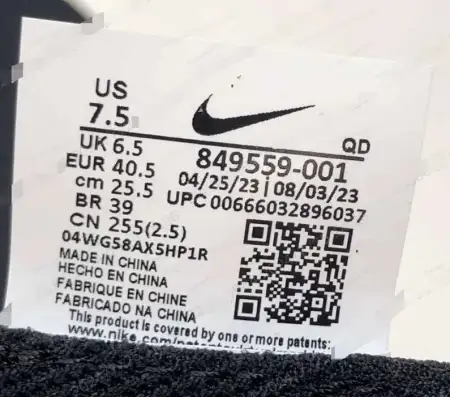 US
7.5
QD
UK 6.5
849559-001
EUR 40.5
04/25/23 | 08/03/23
cm 25.5
UPC 00666032896037
BR 39
CN 255(2.5)
04WG58AX5HP1R
MADE IN CHINA
HECHO EN CHINA
FABRIQUE EN CHINE
FABRICADO NA CHINA
This product is covered by one or more patents: